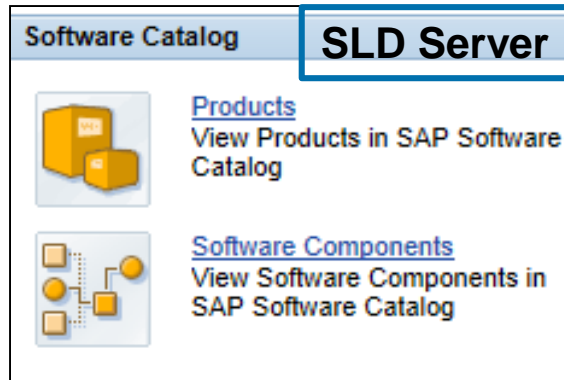 Software Catalog
SLD Server
Products
View Products in SAP Software
Catalog
Software Components
View Software Components in
SAP Software Catalog